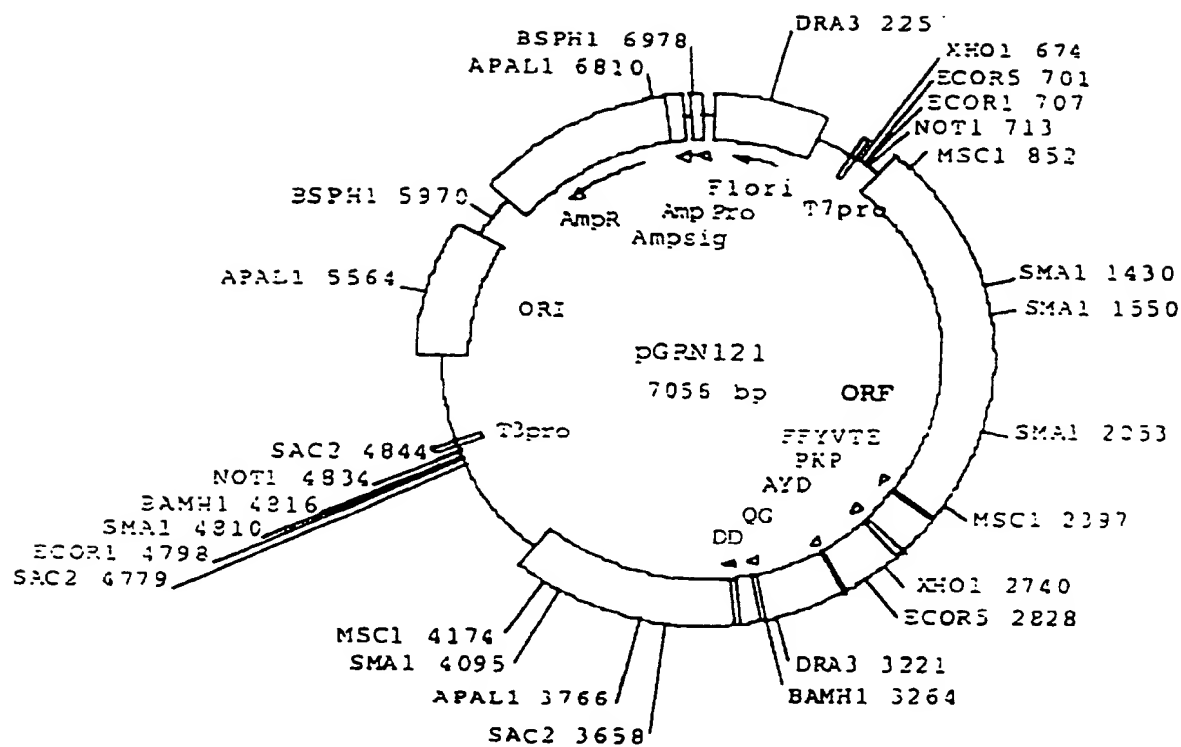 DRA3 225
BSPH1 6978
APAL1 6810
XHO1 674
ECOR5 701
ECOR1 707
NOT1 713
MSC1 852
Flori
BSPH1 5970
AmpR
Amp Pro
T7pro
Ampsig
APAL1 5564
SMA1 1430
ORI
SMA1 1550
pGRN121
7056 bp
ORF
T3pro
FFYVTE
SMA1 2053
SAC2 4844
PKP
NOT1 4834
AYD
BAMH1 4816
QG
MSC1 2397
SMA1 4810
DD
ECOR1 4798
SAC2 4779
XHO1 2740
ECOR5 2828
MSC1 4174
SMA1 4095
DRA3 3221
APAL1 3766
BAMH1 3264
SAC2 3658